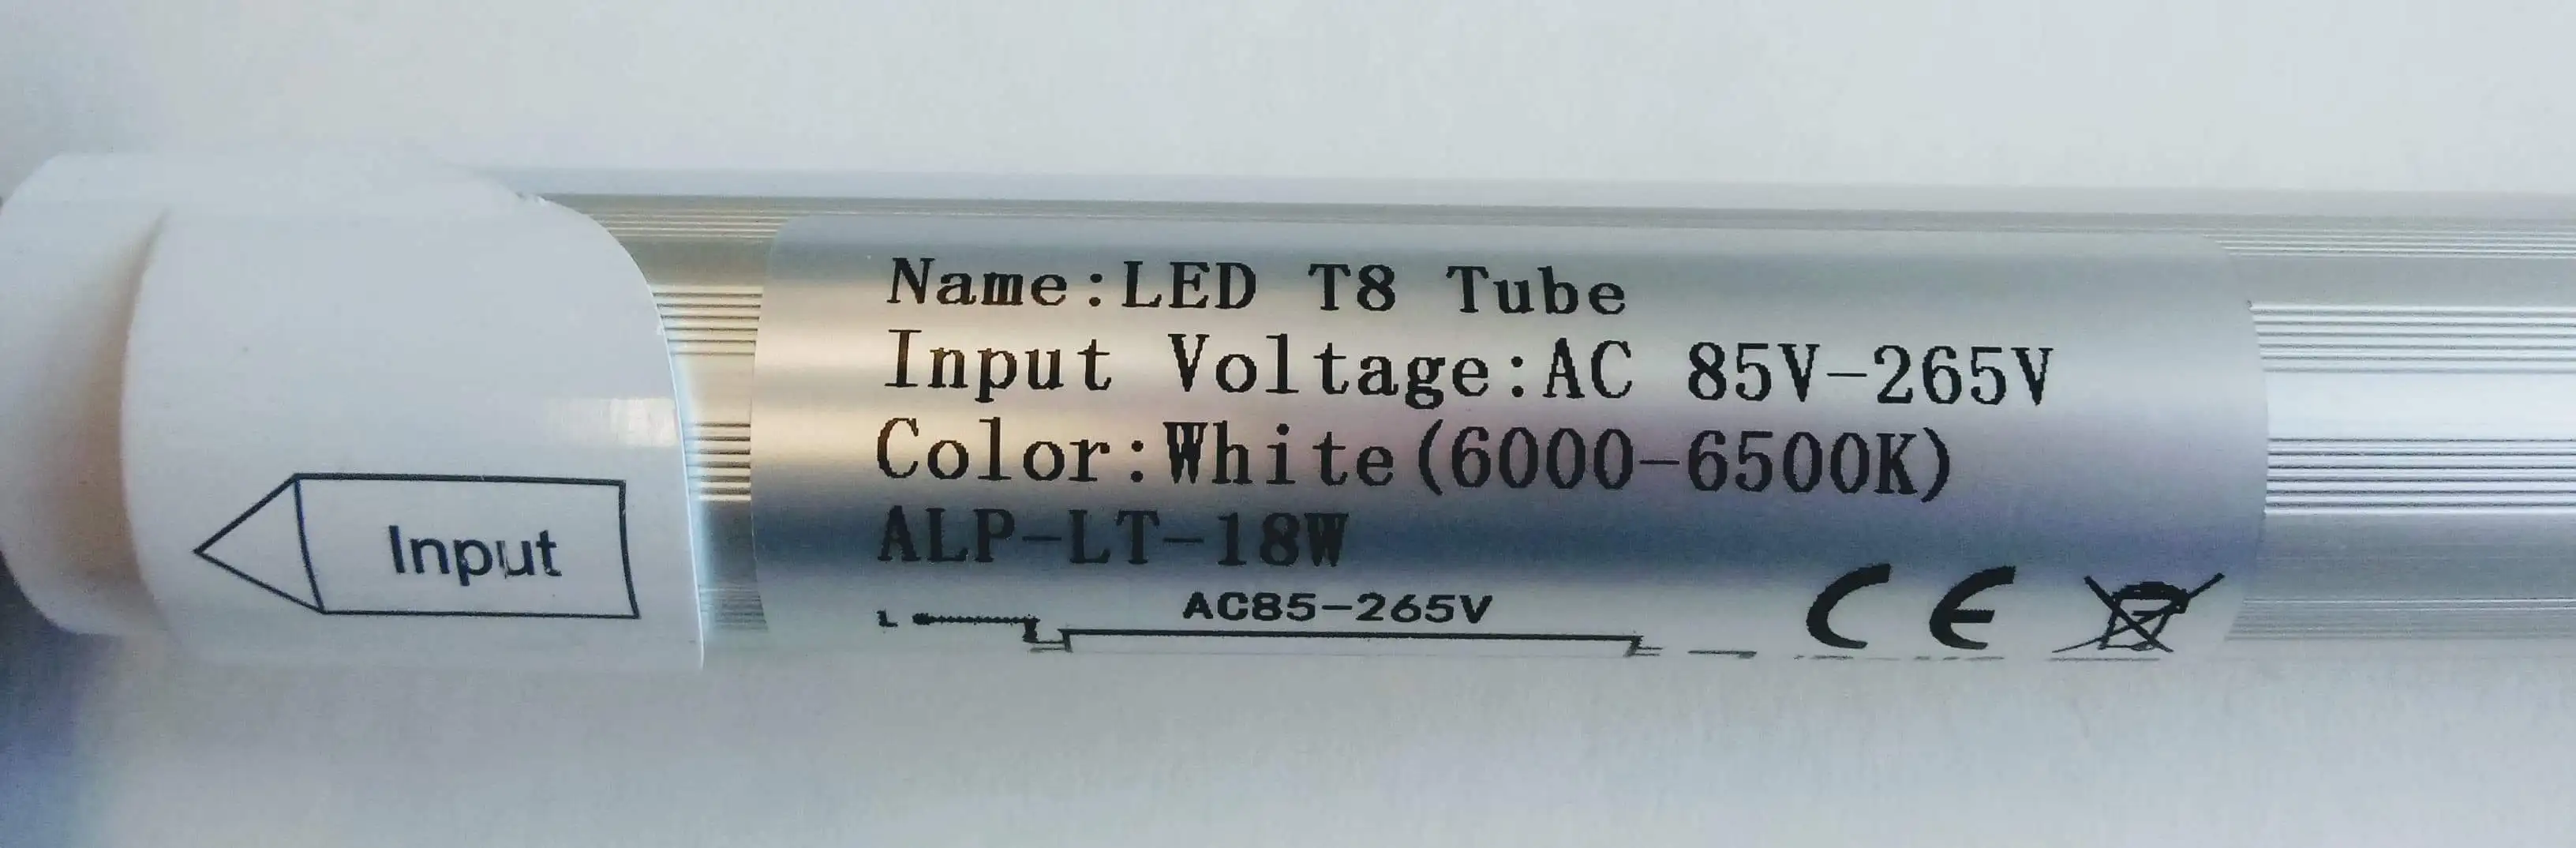 Name:LED T8 Tube
Input Voltage:AC 85V-265V
Color:White(6000-6500K)
ALP-LT-18W
Input
L
AC85-265V
CE